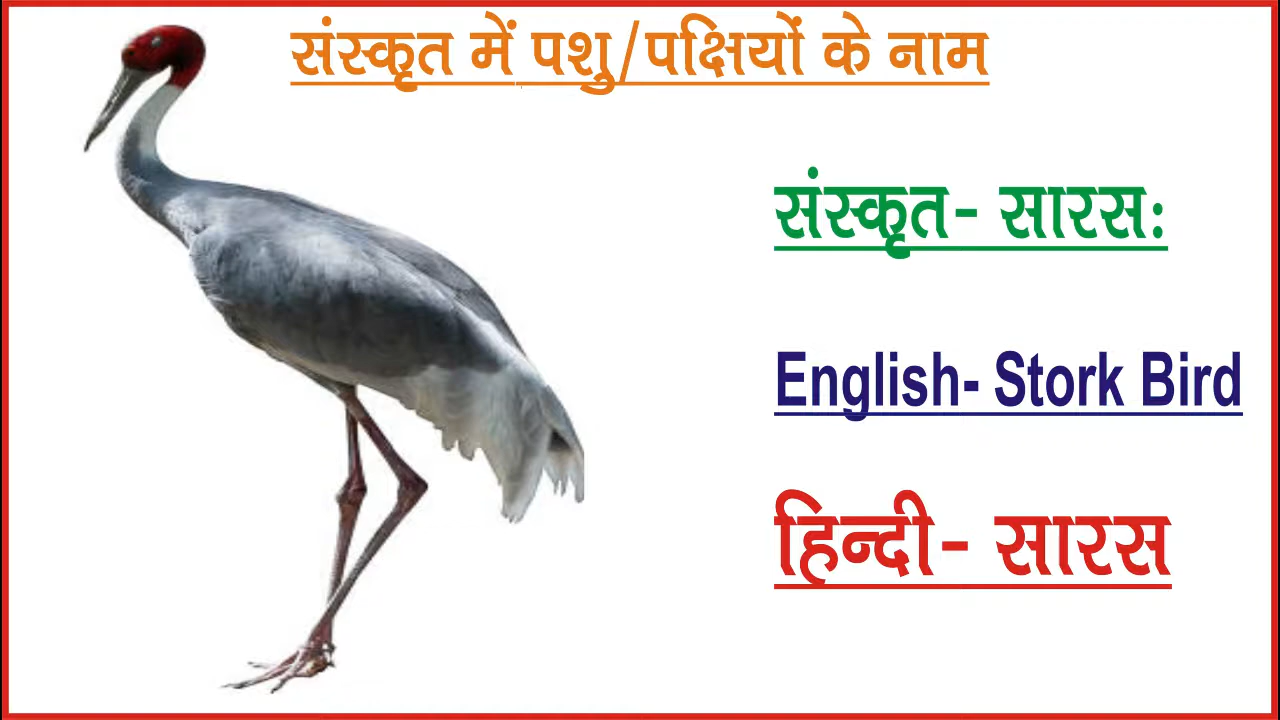 संस्कृत में पशु/पक्षियों के नाम
संस्कृत- सारसः
English- Stork Bird
हिन्दी- सारस